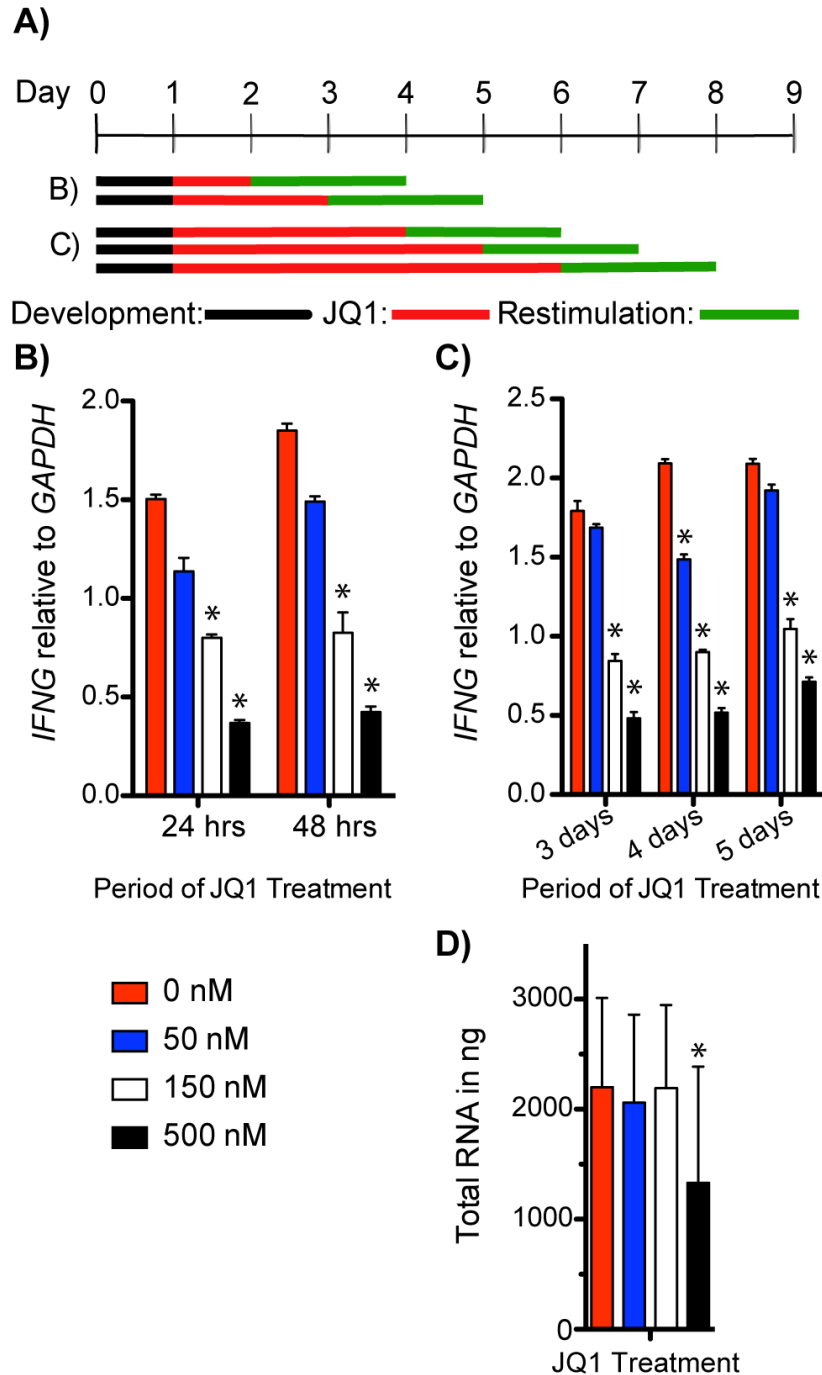 A)
Day 0 1 2 3 4 5 6 7 8 9
B)
C)
Development: JQ1: Restimulation:
B)
IFNG relative to GAPDH
2.0
1.5
1.0
0.5
0.0
* * * *
24 hrs 48 hrs
Period of JQ1 Treatment
C)
IFNG relative to GAPDH
2.5
2.0
1.5
1.0
0.5
0.0
* * * * * * *
3 days 4 days 5 days
Period of JQ1 Treatment
0 nM
50 nM
150 nM
500 nM
D)
Total RNA in ng
3000
2000
1000
0
*
JQ1 Treatment